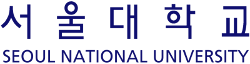 서울대학교
SEOUL NATIONAL UNIVERSITY